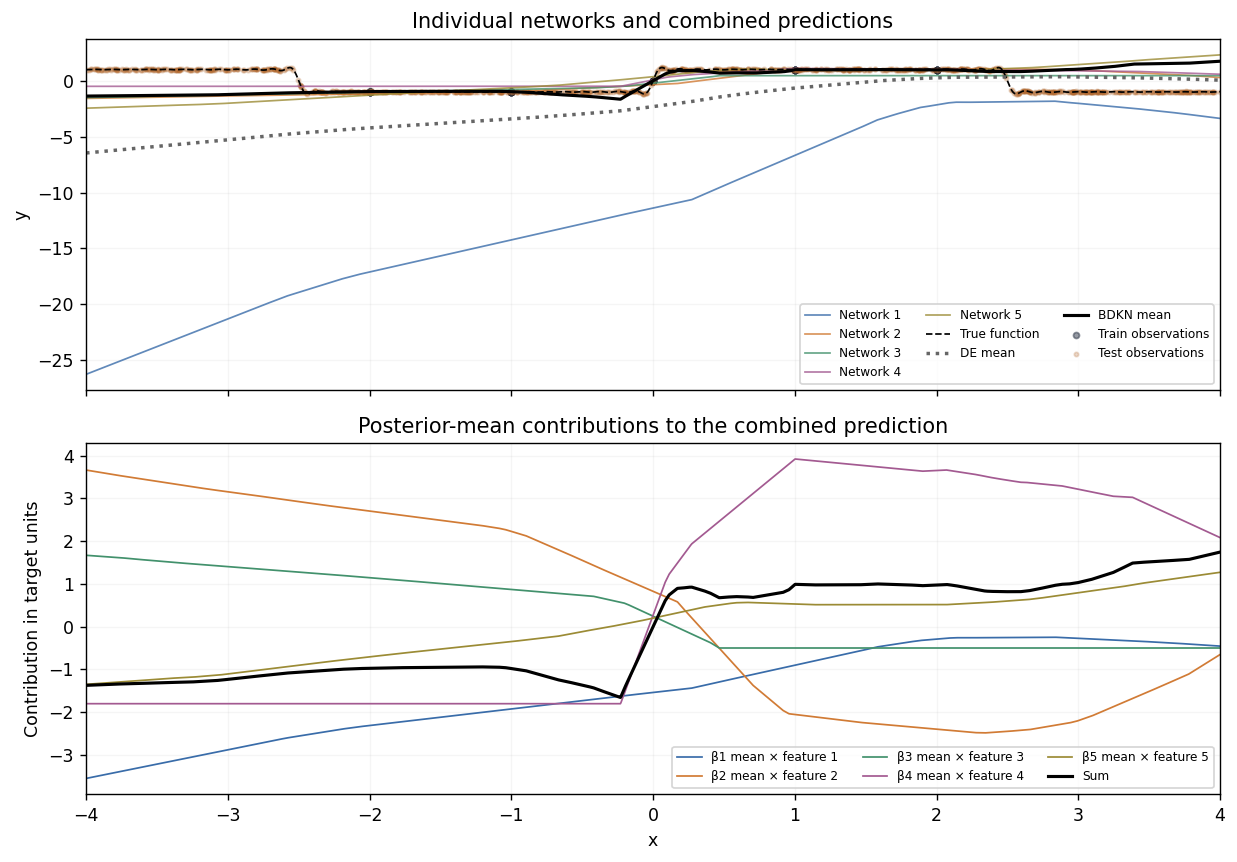 Individual networks and combined predictions
y
0
−5
−10
−15
−20
−25
Network 1
Network 2
Network 3
Network 4
Network 5
True function
DE mean
BDKN mean
Train observations
Test observations
Posterior-mean contributions to the combined prediction
Contribution in target units
4
3
2
1
0
−1
−2
−3
β1 mean × feature 1
β2 mean × feature 2
β3 mean × feature 3
β4 mean × feature 4
β5 mean × feature 5
Sum
−4 −3 −2 −1 0 1 2 3 4
x